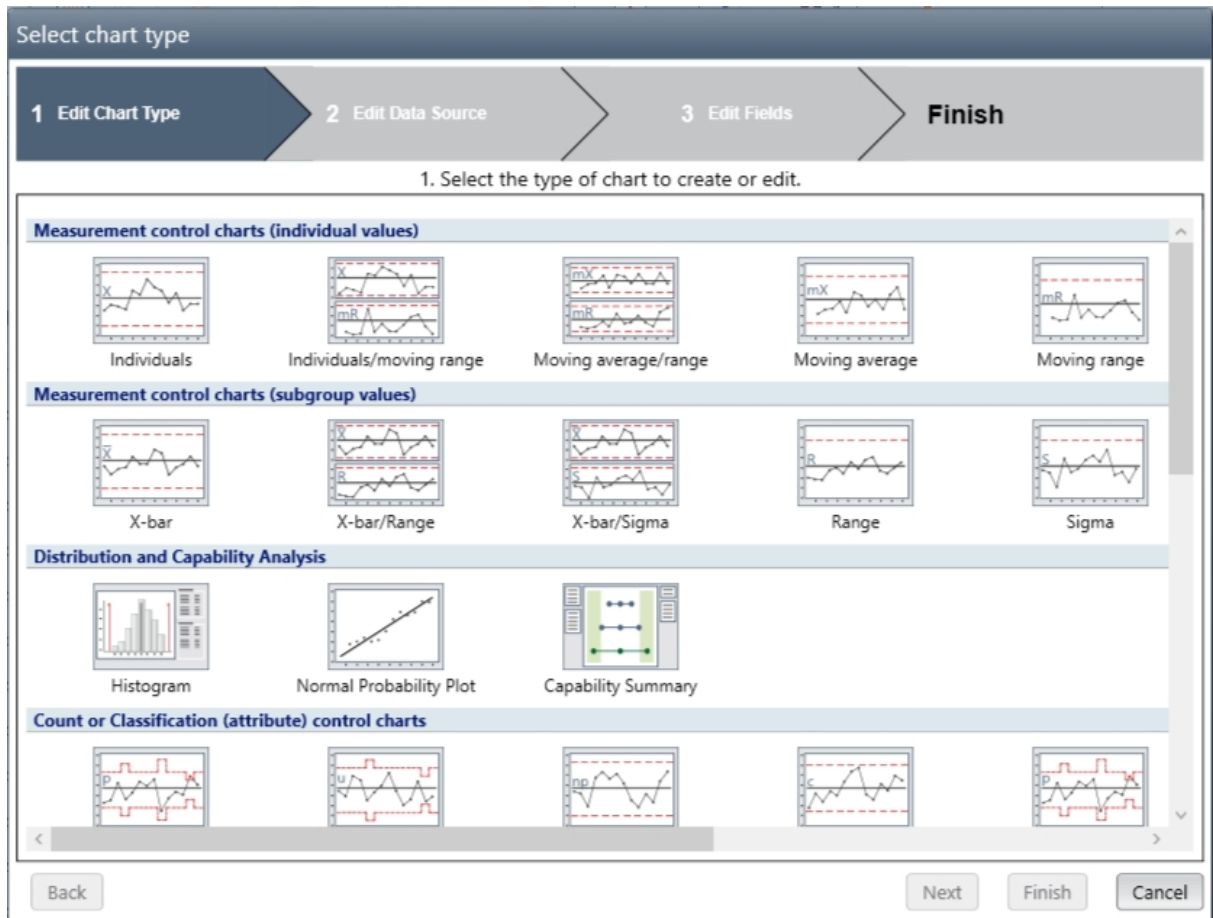 Select chart type
1 Edit Chart Type 2 Edit Data Source 3 Edit Fields Finish
1. Select the type of chart to create or edit.
Measurement control charts (individual values)
X X mR mX mR mX mR
Individuals Individuals/moving range Moving average/range Moving average Moving range
Measurement control charts (subgroup values)
X̅ X̅ R X̅ S R S
X-bar X-bar/Range X-bar/Sigma Range Sigma
Distribution and Capability Analysis
Histogram Normal Probability Plot Capability Summary
Count or Classification (attribute) control charts
p u np c p
Back Next Finish Cancel